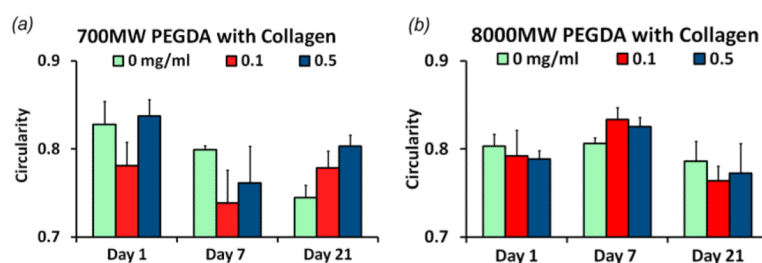 (a)
700MW PEGDA with Collagen
0 mg/ml 0.1 0.5
0.9
0.8
0.7
Circularity
Day 1 Day 7 Day 21
(b)
8000MW PEGDA with Collagen
0 mg/ml 0.1 0.5
0.9
0.8
0.7
Circularity
Day 1 Day 7 Day 21